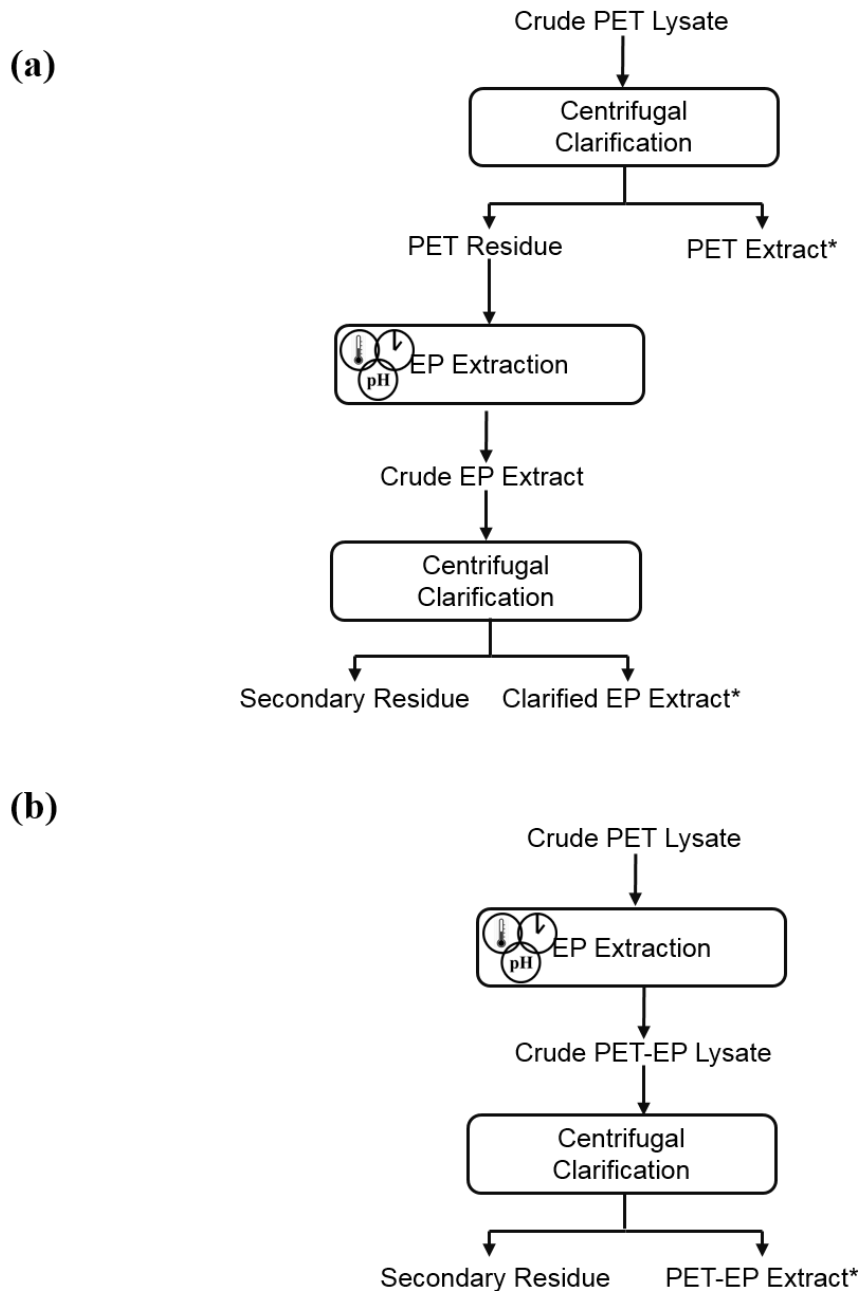 (a)
Crude PET Lysate
Centrifugal
Clarification
PET Residue
PET Extract*
pH
EP Extraction
Crude EP Extract
Centrifugal
Clarification
Secondary Residue
Clarified EP Extract*
(b)
Crude PET Lysate
pH
EP Extraction
Crude PET-EP Lysate
Centrifugal
Clarification
Secondary Residue
PET-EP Extract*